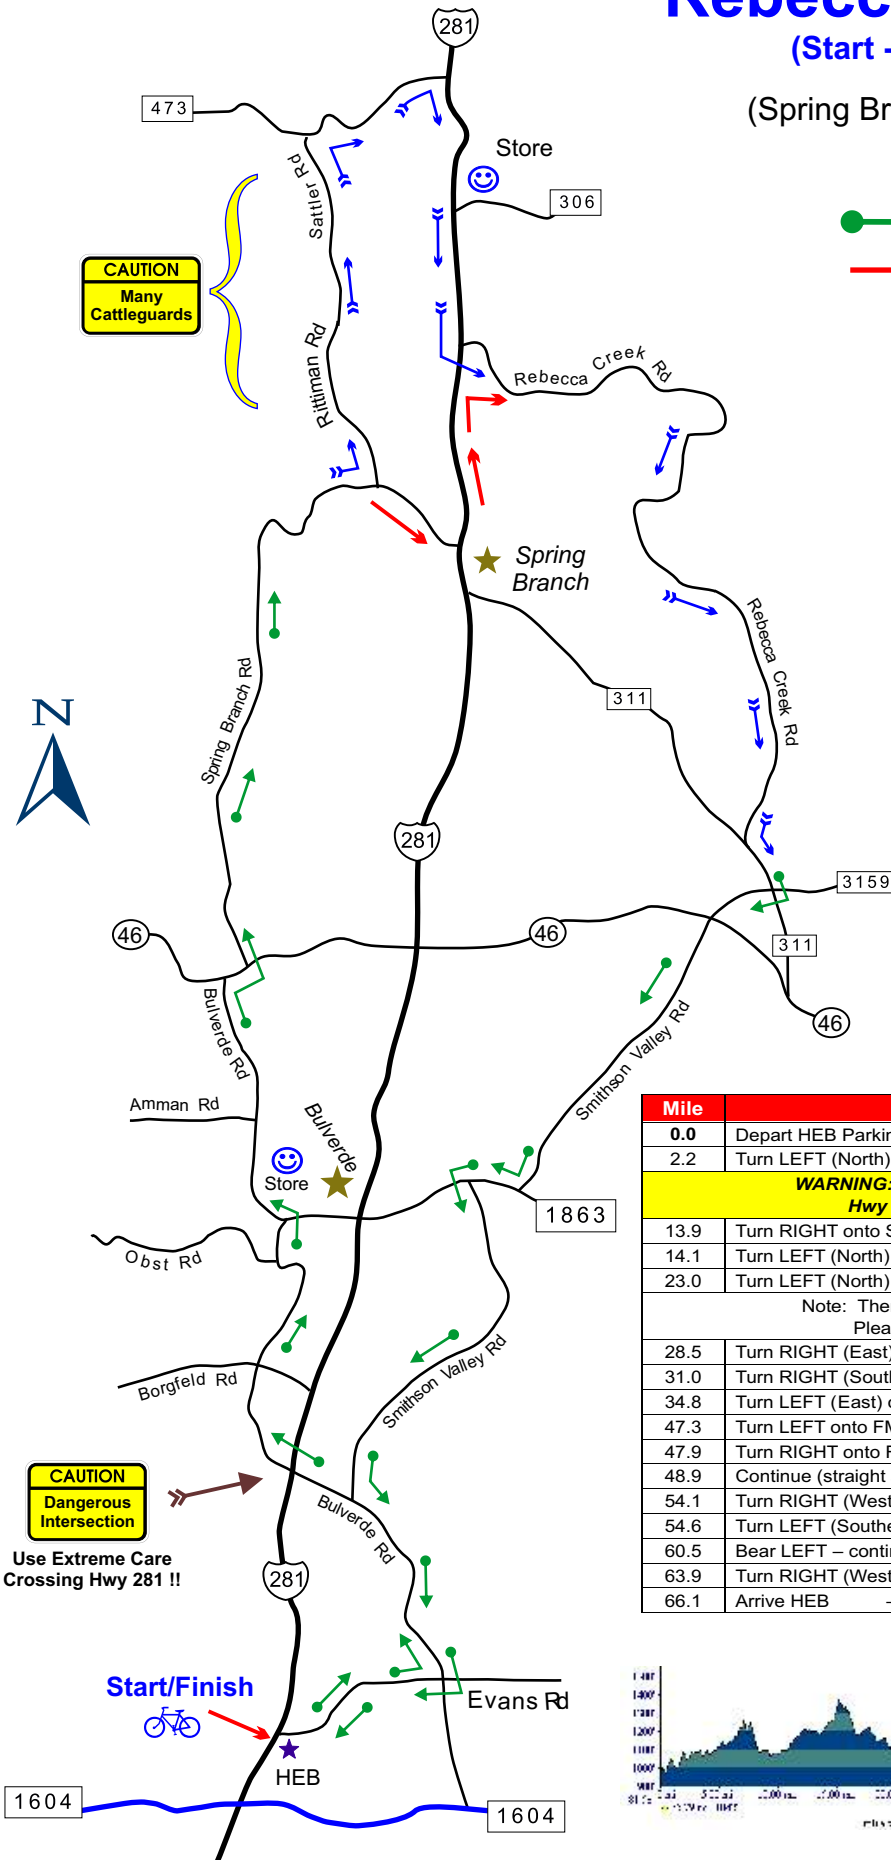 Rebecc
(Start -
(Spring Br
281
473
Store
306
Sattler Rd
CAUTION
Many
Cattleguards
Rittiman Rd
Rebecca Creek Rd
Spring
Branch
Rebecca Creek Rd
311
Spring Branch Rd
N
281
3159
46
46
311
46
Bulverde Rd
Smithson Valley Rd
Amman Rd
Bulverde
Store
1863
Obst Rd
Smithson Valley Rd
Borgfeld Rd
CAUTION
Dangerous
Intersection
Use Extreme Care
Crossing Hwy 281 !!
Bulverde Rd
281
Start/Finish
Evans Rd
HEB
1604
1604
Mile
0.0 Depart HEB Parkin
2.2 Turn LEFT (North)
WARNING:
Hwy
13.9 Turn RIGHT onto S
14.1 Turn LEFT (North)
23.0 Turn LEFT (North)
Note: The
Plea
28.5 Turn RIGHT (East)
31.0 Turn RIGHT (South
34.8 Turn LEFT (East) o
47.3 Turn LEFT onto FM
47.9 Turn RIGHT onto F
48.9 Continue (straight
54.1 Turn RIGHT (West
54.6 Turn LEFT (Southe
60.5 Bear LEFT – contin
63.9 Turn RIGHT (West
66.1 Arrive HEB -